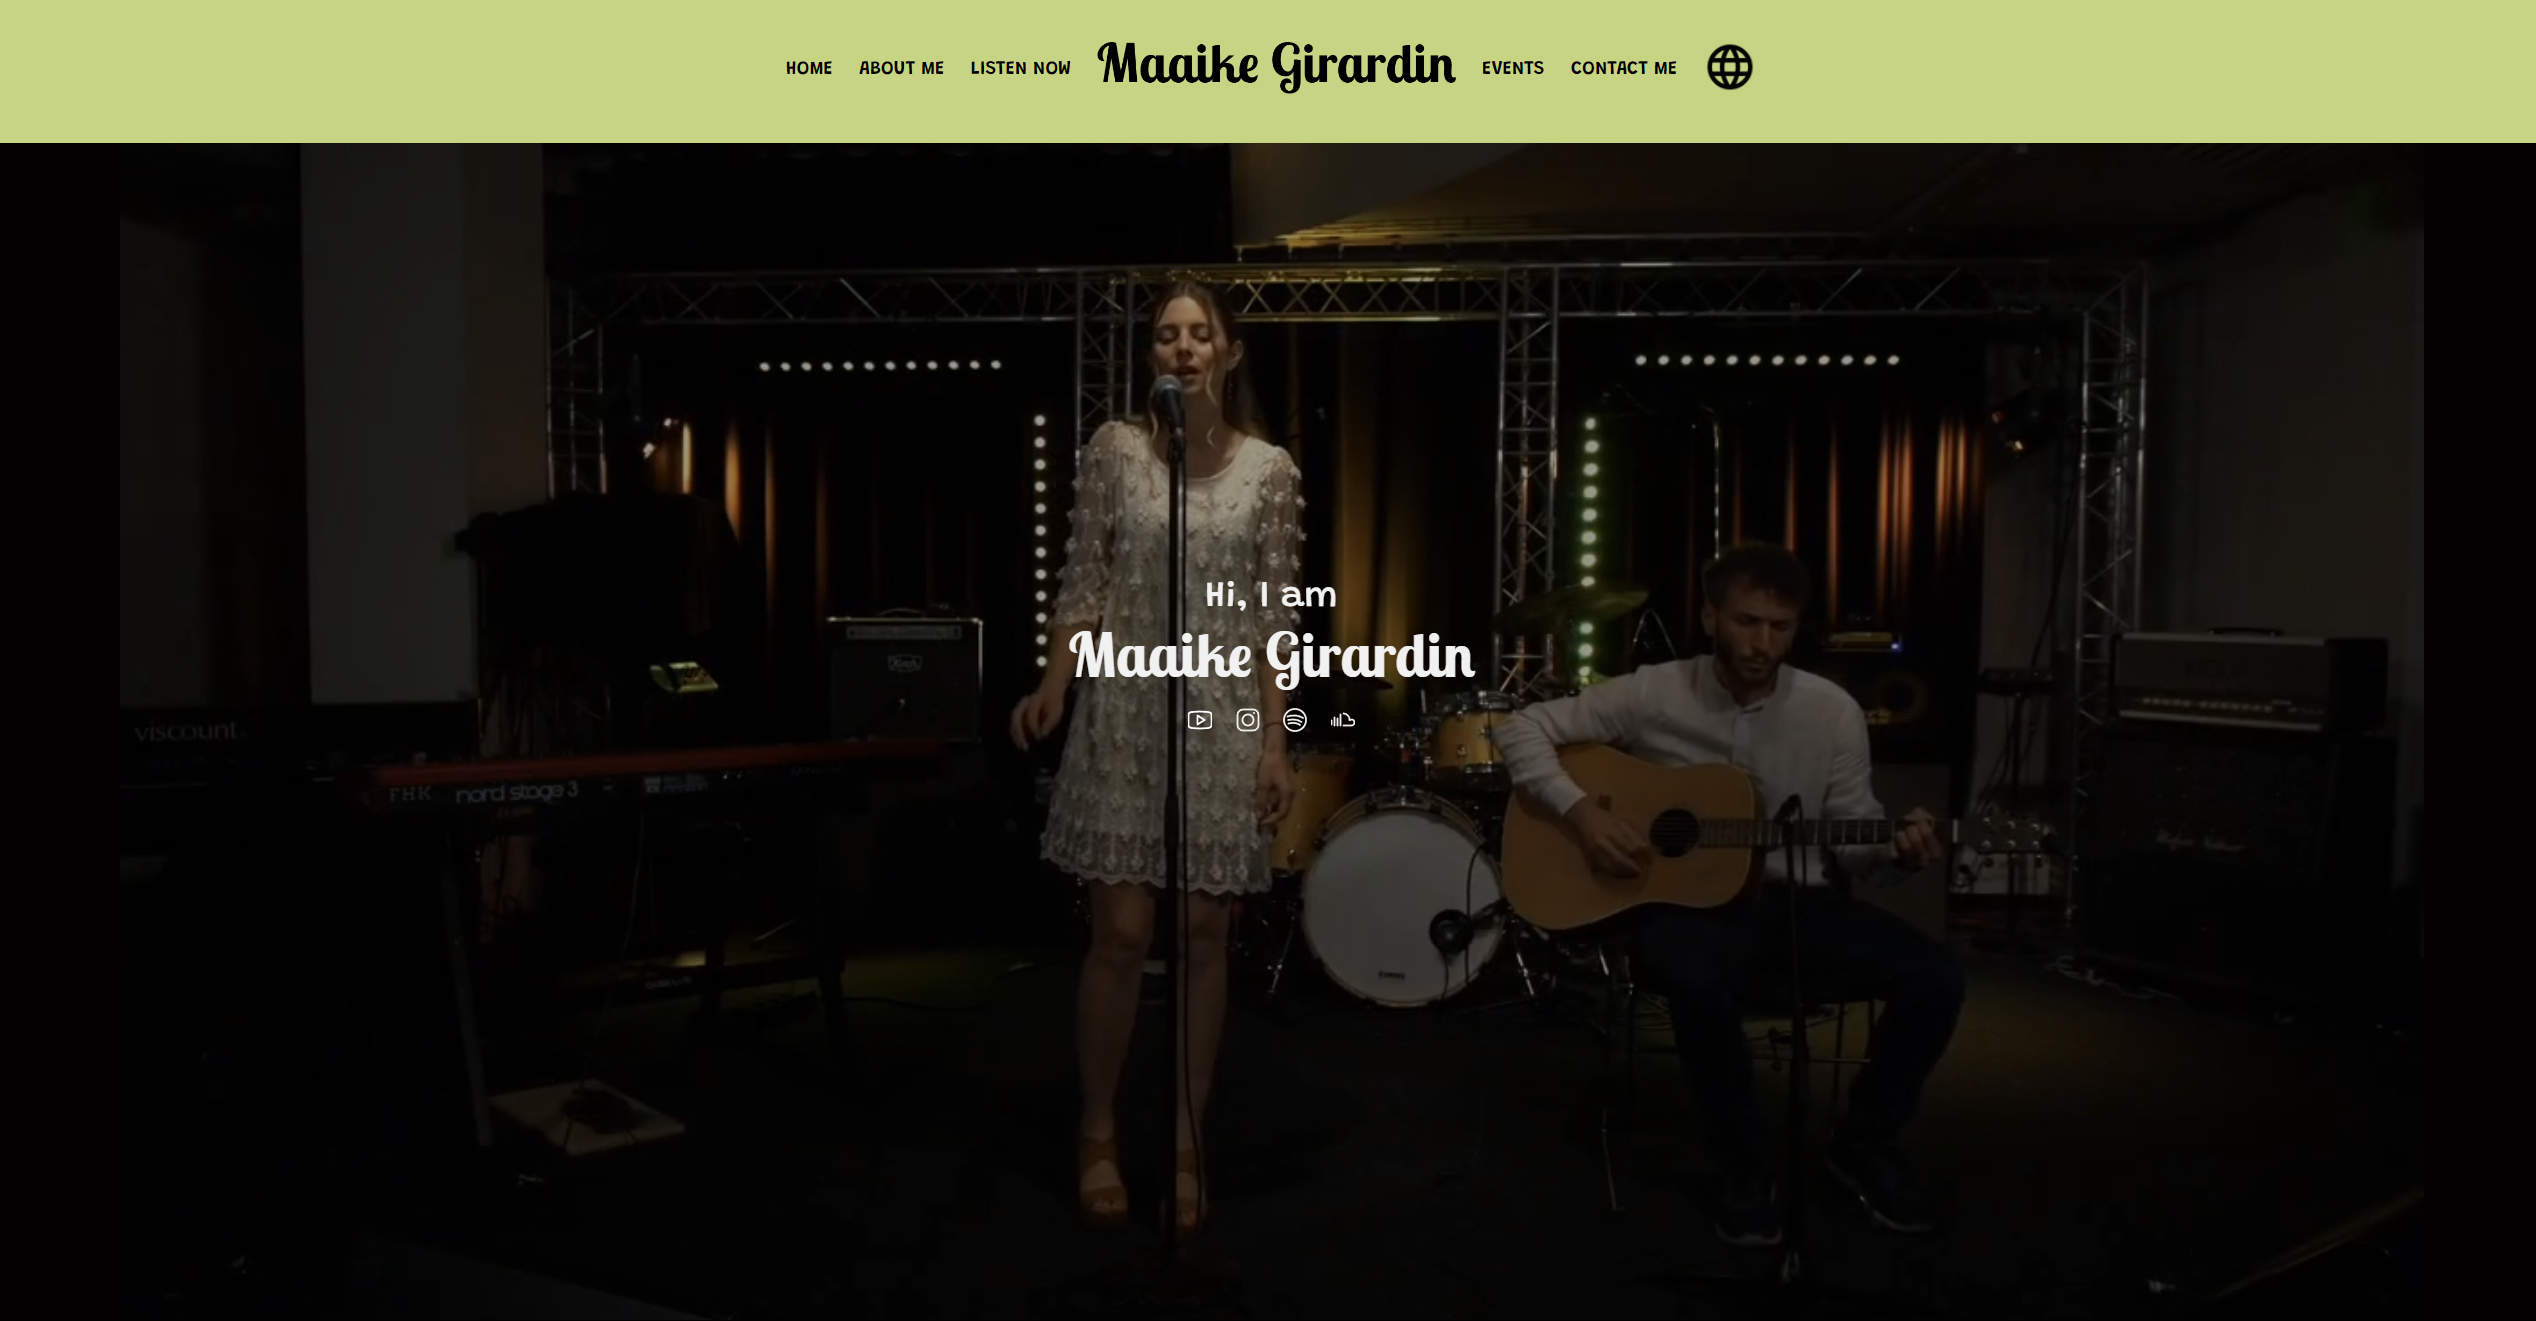 HOME ABOUT ME LISTEN NOW Maaike Girardin EVENTS CONTACT ME
Hi, I am
Maaike Girardin
viscount
nord stage 3